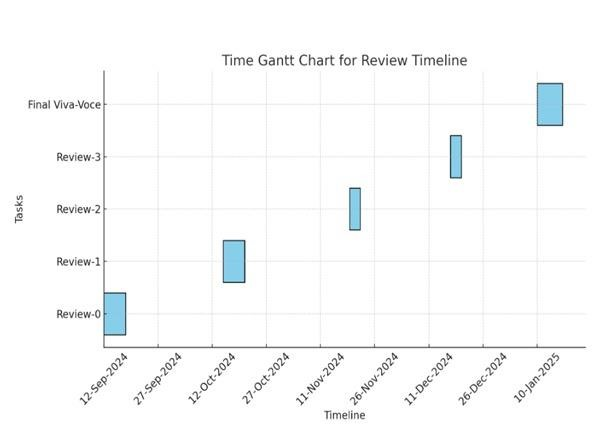 Time Gantt Chart for Review Timeline
Tasks
Final Viva-Voce
Review-3
Review-2
Review-1
Review-0
12-Sep-2024
27-Sep-2024
12-Oct-2024
27-Oct-2024
11-Nov-2024
26-Nov-2024
11-Dec-2024
26-Dec-2024
10-Jan-2025
Timeline